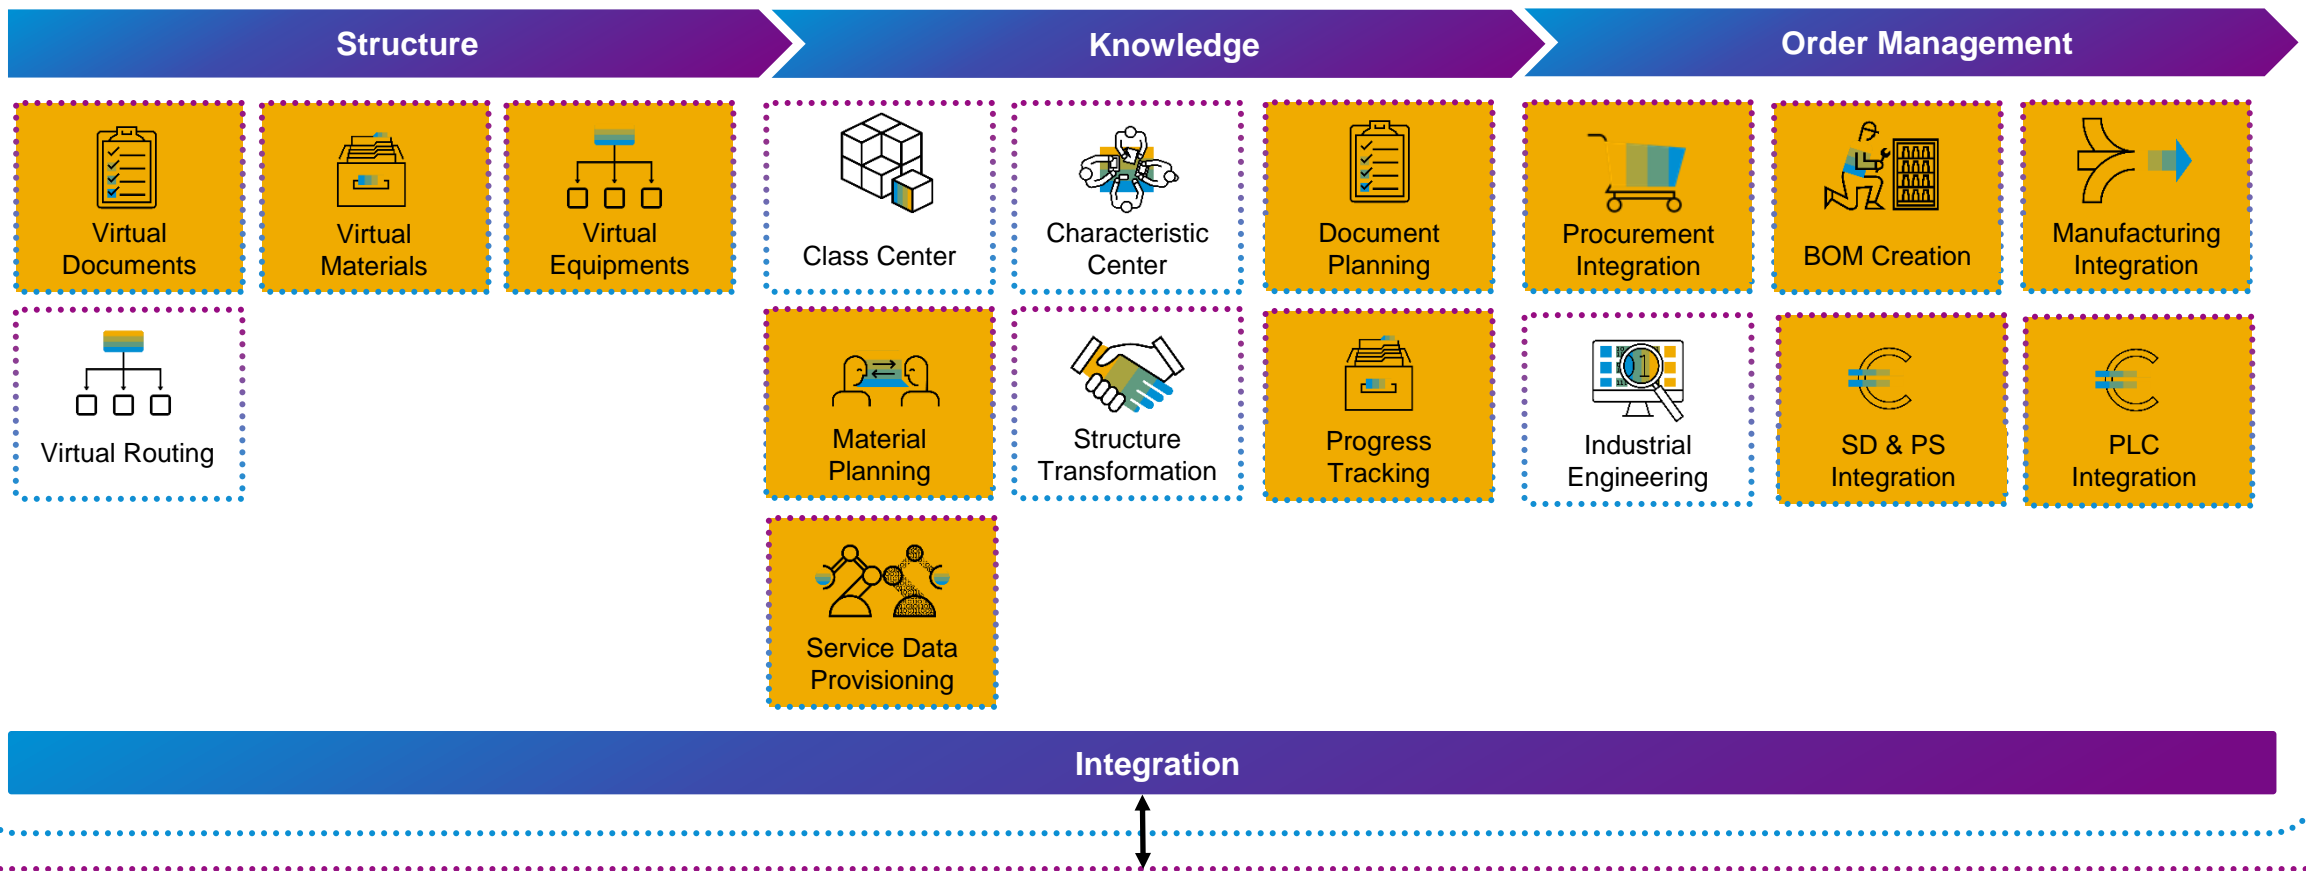 Structure
Knowledge
Order Management
Virtual
Documents
Virtual
Materials
Virtual
Equipments
Class Center
Characteristic
Center
Document
Planning
Procurement
Integration
BOM Creation
Manufacturing
Integration
Virtual Routing
Material
Planning
Structure
Transformation
Progress
Tracking
Industrial
Engineering
SD & PS
Integration
PLC
Integration
Service Data
Provisioning
Integration